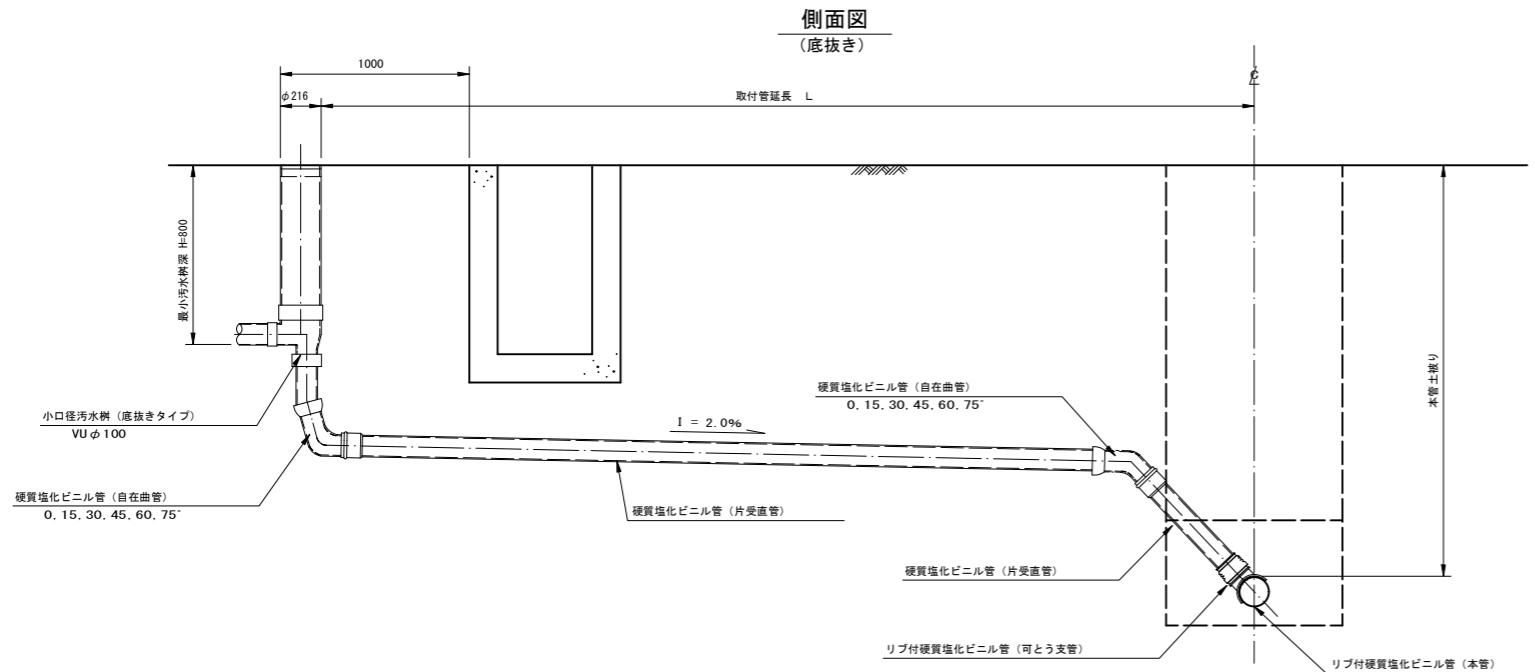 側面図
(底抜き)
1000
φ216
取付管延長 L
℄
最小汚水桝深 H=800
本管土被り
小口径汚水桝（底抜きタイプ）
VUφ100
硬質塩化ビニル管（自在曲管）
0, 15, 30, 45, 60, 75°
I = 2.0%
硬質塩化ビニル管（自在曲管）
0, 15, 30, 45, 60, 75°
硬質塩化ビニル管（片受直管）
硬質塩化ビニル管（片受直管）
リブ付硬質塩化ビニル管（可とう支管）
リブ付硬質塩化ビニル管（本管）